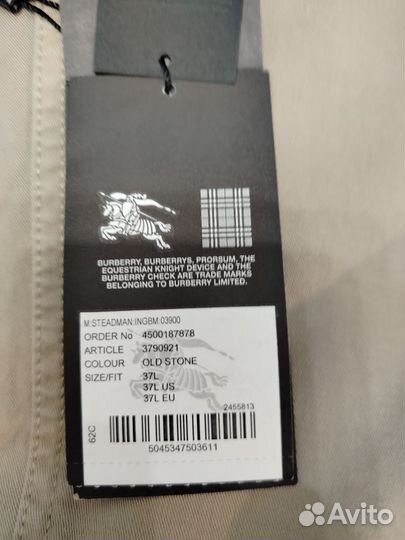 BURBERRY, BURBERRYS, PRORSUM, THE
EQUESTRIAN KNIGHT DEVICE AND THE
BURBERRY CHECK ARE TRADE MARKS
BELONGING TO BURBERRY LIMITED.
M:STEADMAN:INGBM:03900
ORDER No 4500187878
ARTICLE 3790921
COLOUR OLD STONE
SIZE/FIT 37L
37L US
37L EU
2455813
62C
5045347503611
Avito